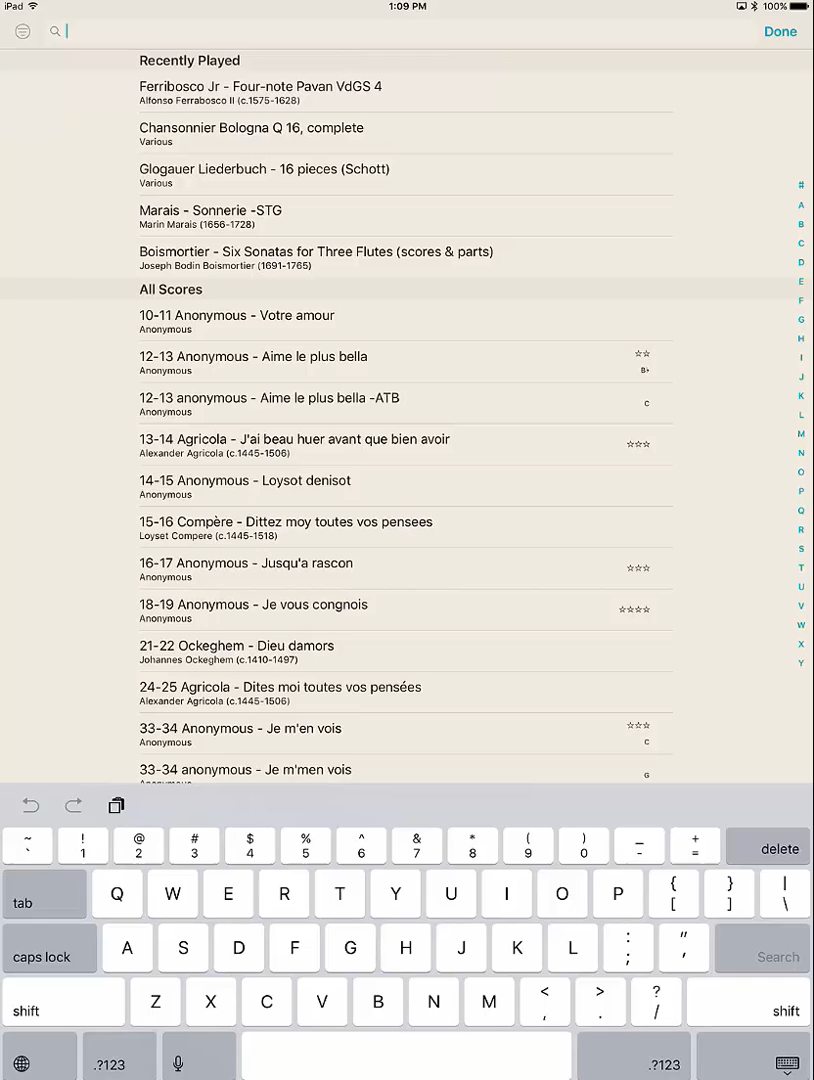 iPad 1:09 PM 100%
Done
Recently Played
Ferribosco Jr - Four-note Pavan VdGS 4
Alfonso Ferrabosco II (c.1575-1628)
Chansonnier Bologna Q 16, complete
Various
Glogauer Liederbuch - 16 pieces (Schott)
Various
Marais - Sonnerie -STG
Marin Marais (1656-1728)
Boismortier - Six Sonatas for Three Flutes (scores & parts)
Joseph Bodin Boismortier (1691-1765)
All Scores
10-11 Anonymous - Votre amour
Anonymous
12-13 Anonymous - Aime le plus bella ☆☆
Anonymous B♭
12-13 anonymous - Aime le plus bella -ATB
Anonymous C
13-14 Agricola - J'ai beau huer avant que bien avoir ☆☆☆
Alexander Agricola (c.1445-1506)
14-15 Anonymous - Loysot denisot
Anonymous
15-16 Compère - Dittez moy toutes vos pensees
Loyset Compere (c.1445-1518)
16-17 Anonymous - Jusqu'a rascon ☆☆☆
Anonymous
18-19 Anonymous - Je vous congnois ☆☆☆☆
Anonymous
21-22 Ockeghem - Dieu damors
Johannes Ockeghem (c.1410-1497)
24-25 Agricola - Dites moi toutes vos pensées
Alexander Agricola (c.1445-1506)
33-34 Anonymous - Je m'en vois ☆☆☆
Anonymous C
33-34 anonymous - Je m'men vois
Anonymous G
#
A
B
C
D
E
F
G
H
I
J
K
L
M
N
O
P
Q
R
S
T
U
V
W
X
Y
~ ! @ # $ % ^ & * ( ) _ +
` 1 2 3 4 5 6 7 8 9 0 - = delete
tab Q W E R T Y U I O P { [ } ] | \
caps lock A S D F G H J K L : ; " ' Search
shift Z X C V B N M < , > . ? / shift
.?123 .?123